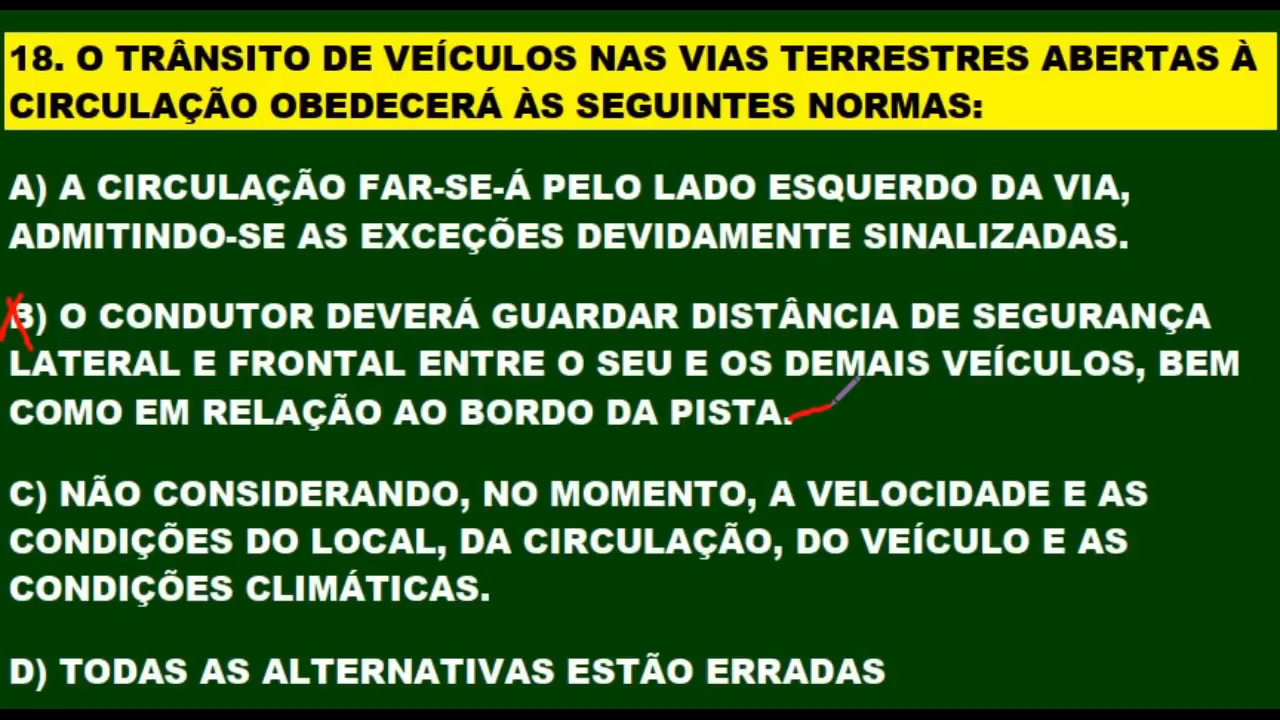 18. O TRÂNSITO DE VEÍCULOS NAS VIAS TERRESTRES ABERTAS À
CIRCULAÇÃO OBEDECERÁ ÀS SEGUINTES NORMAS:
A) A CIRCULAÇÃO FAR-SE-Á PELO LADO ESQUERDO DA VIA,
ADMITINDO-SE AS EXCEÇÕES DEVIDAMENTE SINALIZADAS.
B) O CONDUTOR DEVERÁ GUARDAR DISTÂNCIA DE SEGURANÇA
LATERAL E FRONTAL ENTRE O SEU E OS DEMAIS VEÍCULOS, BEM
COMO EM RELAÇÃO AO BORDO DA PISTA.
C) NÃO CONSIDERANDO, NO MOMENTO, A VELOCIDADE E AS
CONDIÇÕES DO LOCAL, DA CIRCULAÇÃO, DO VEÍCULO E AS
CONDIÇÕES CLIMÁTICAS.
D) TODAS AS ALTERNATIVAS ESTÃO ERRADAS